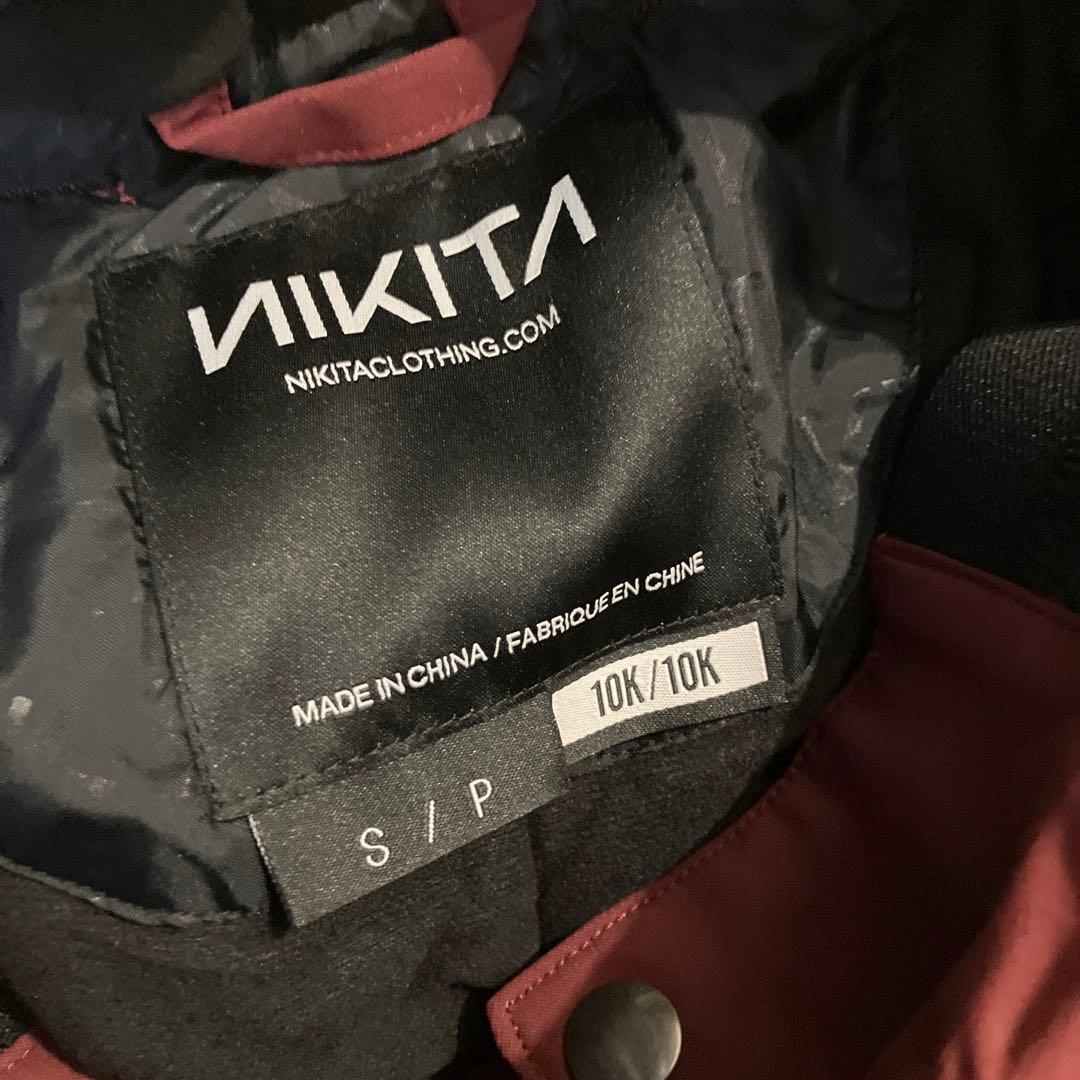 NIKITA
NIKITACLOTHING.COM
MADE IN CHINA / FABRIQUE EN CHINE
10K/10K
S / P